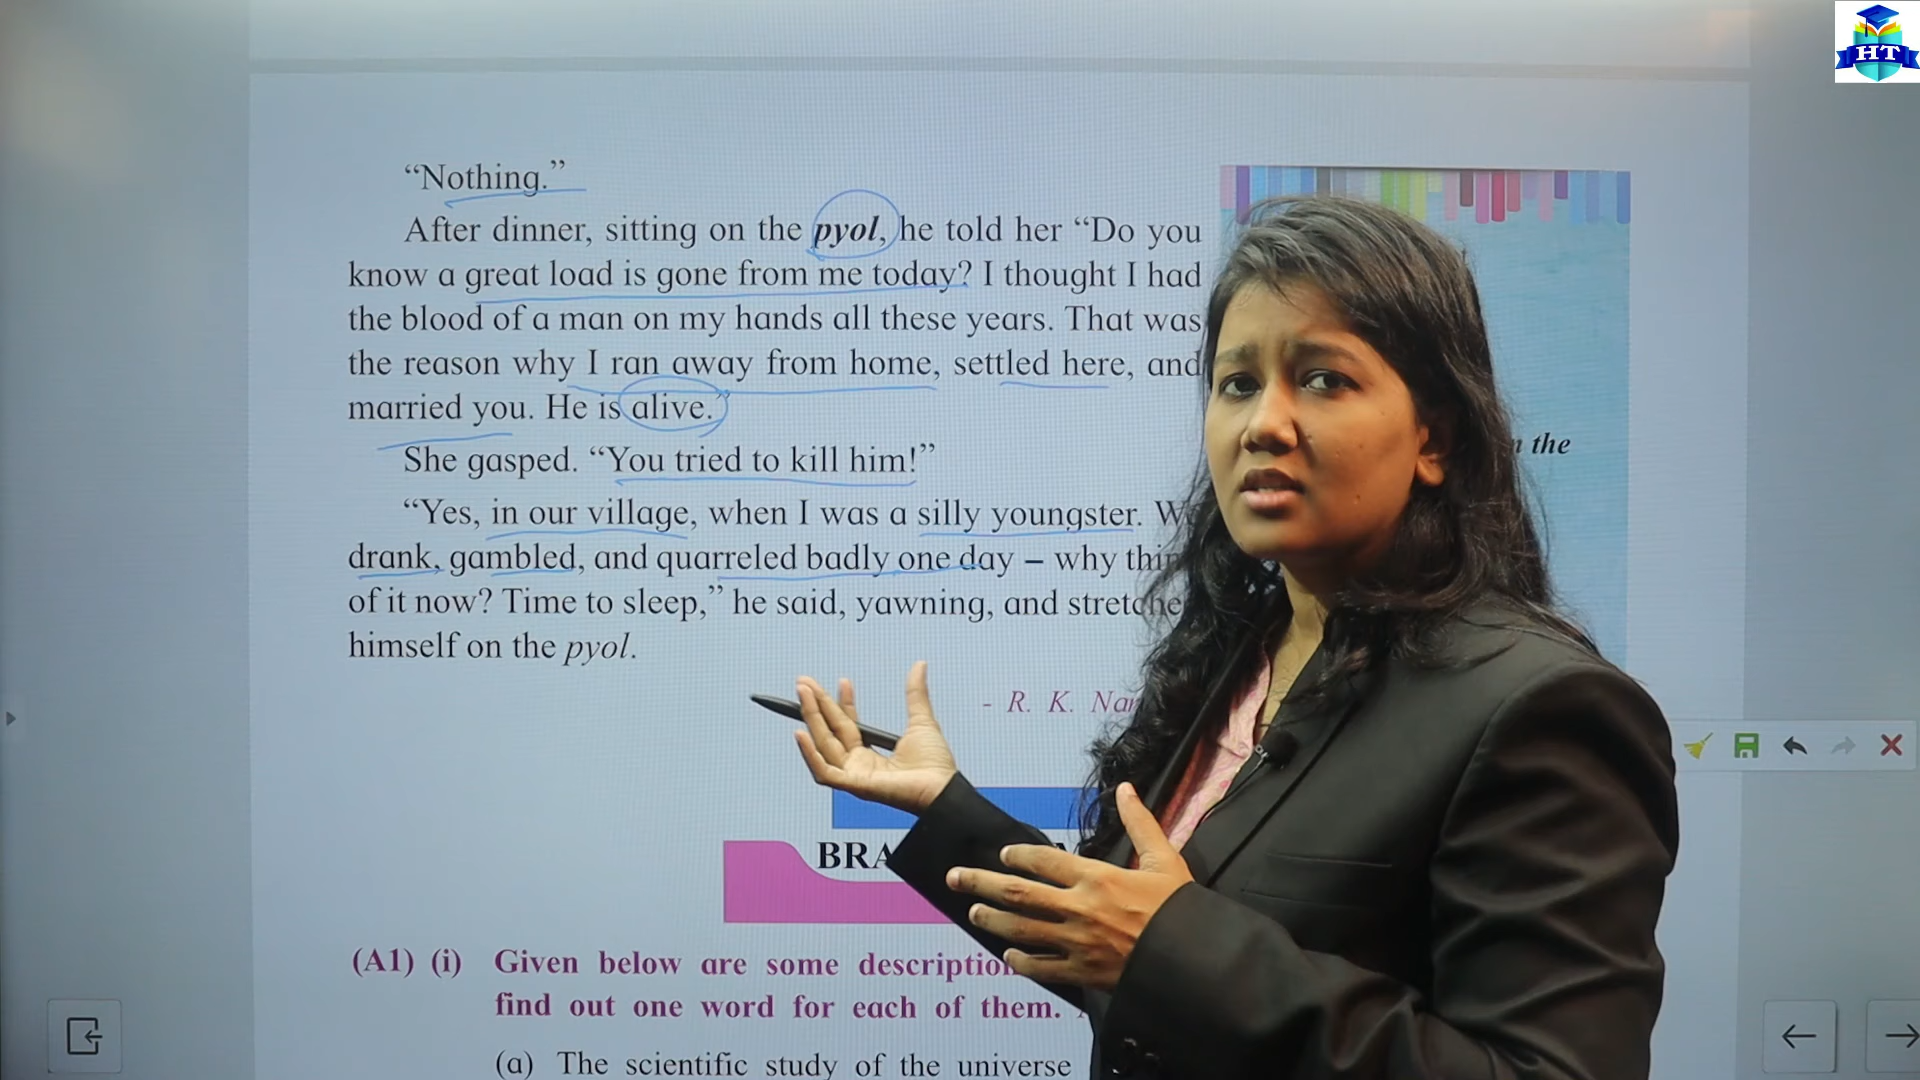 HT
“Nothing.”
After dinner, sitting on the pyol, he told her “Do you
know a great load is gone from me today? I thought I had
the blood of a man on my hands all these years. That was
the reason why I ran away from home, settled here, and
married you. He is alive.”
She gasped. “You tried to kill him!”
“Yes, in our village, when I was a silly youngster.
drank, gambled, and quarreled badly one day – why
of it now? Time to sleep,” he said, yawning, and
himself on the pyol.
the
- R. K.
(A1) (i) Given below are some
find out one word for each of them.
(a) The scientific study of the universe